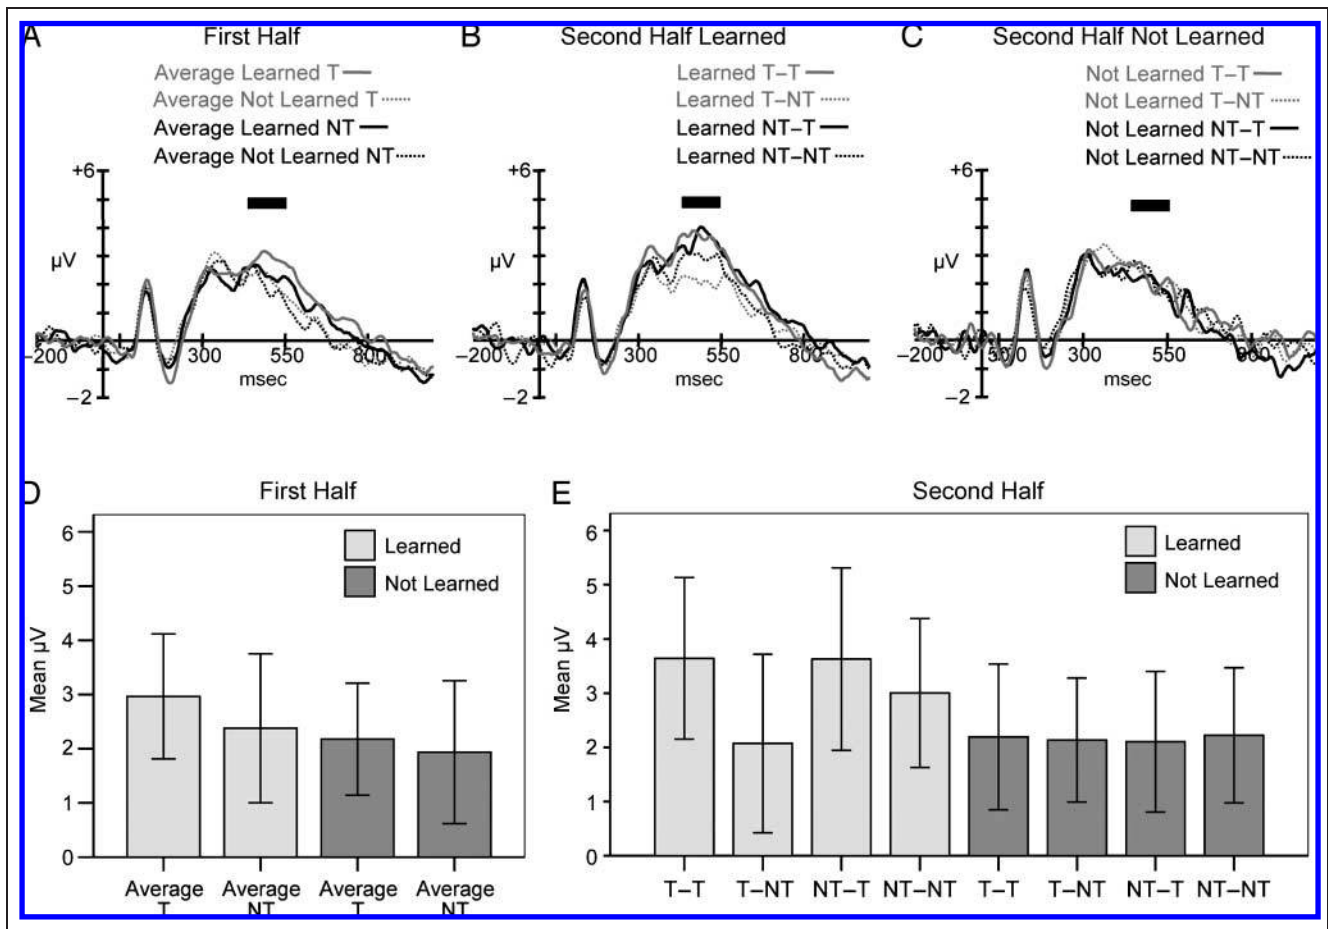 A First Half
Average Learned T
Average Not Learned T
Average Learned NT
Average Not Learned NT
+6
µV
−200
300
550
800
msec
−2
B Second Half Learned
Learned T–T
Learned T–NT
Learned NT–T
Learned NT–NT
+6
µV
−200
300
550
800
msec
−2
C Second Half Not Learned
Not Learned T–T
Not Learned T–NT
Not Learned NT–T
Not Learned NT–NT
+6
µV
−200
300
550
800
msec
−2
D First Half
Learned
Not Learned
Mean µV
6
5
4
3
2
1
0
Average Average Average Average
T NT T NT
E Second Half
Learned
Not Learned
Mean µV
6
5
4
3
2
1
0
T–T T–NT NT–T NT–NT T–T T–NT NT–T NT–NT